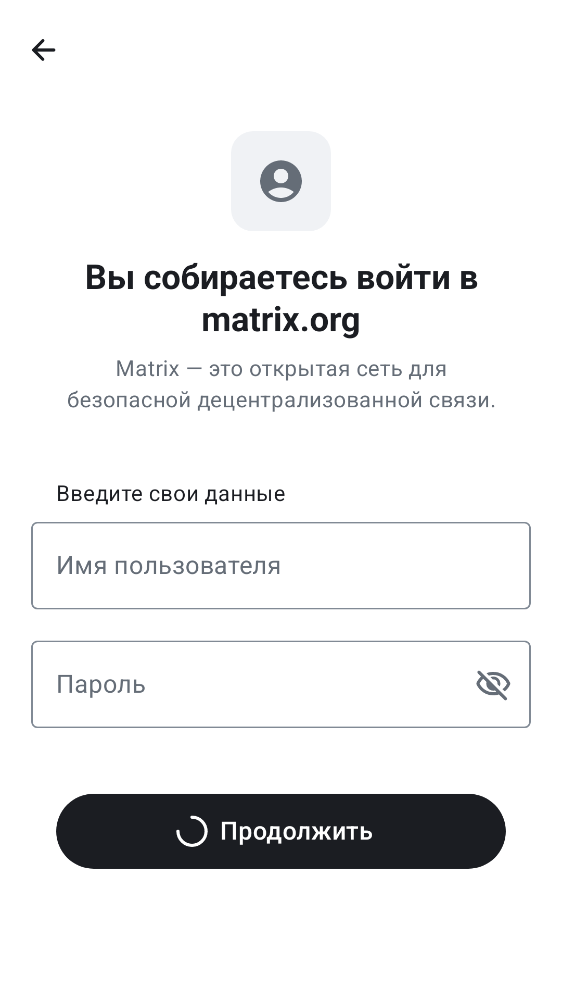 Вы собираетесь войти в
matrix.org
Matrix — это открытая сеть для
безопасной децентрализованной связи.
Введите свои данные
Имя пользователя
Пароль
Продолжить